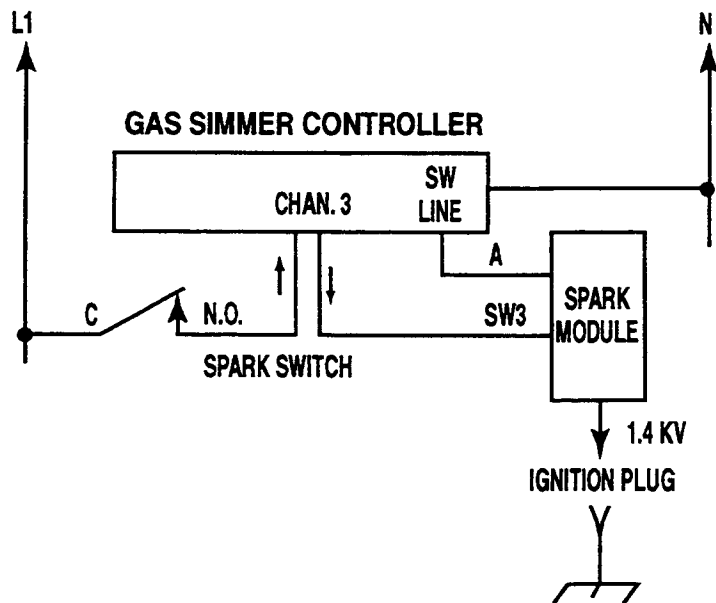 L1
N
GAS SIMMER CONTROLLER
SW
LINE
CHAN. 3
A
SPARK
MODULE
C
N.O.
SW3
SPARK SWITCH
1.4 KV
IGNITION PLUG